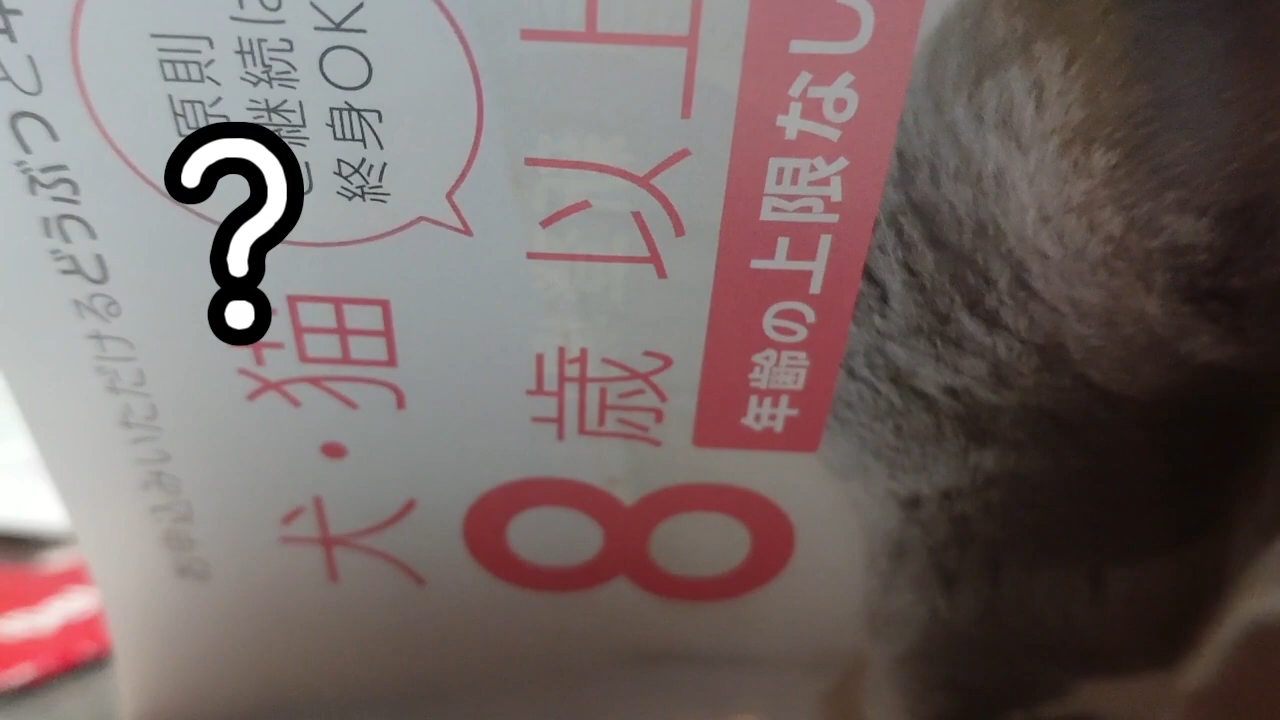 お申込みいただけるどうぶつと年
原則
継続は
終身OK
?
犬・猫
8歳以上
年齢の上限なし